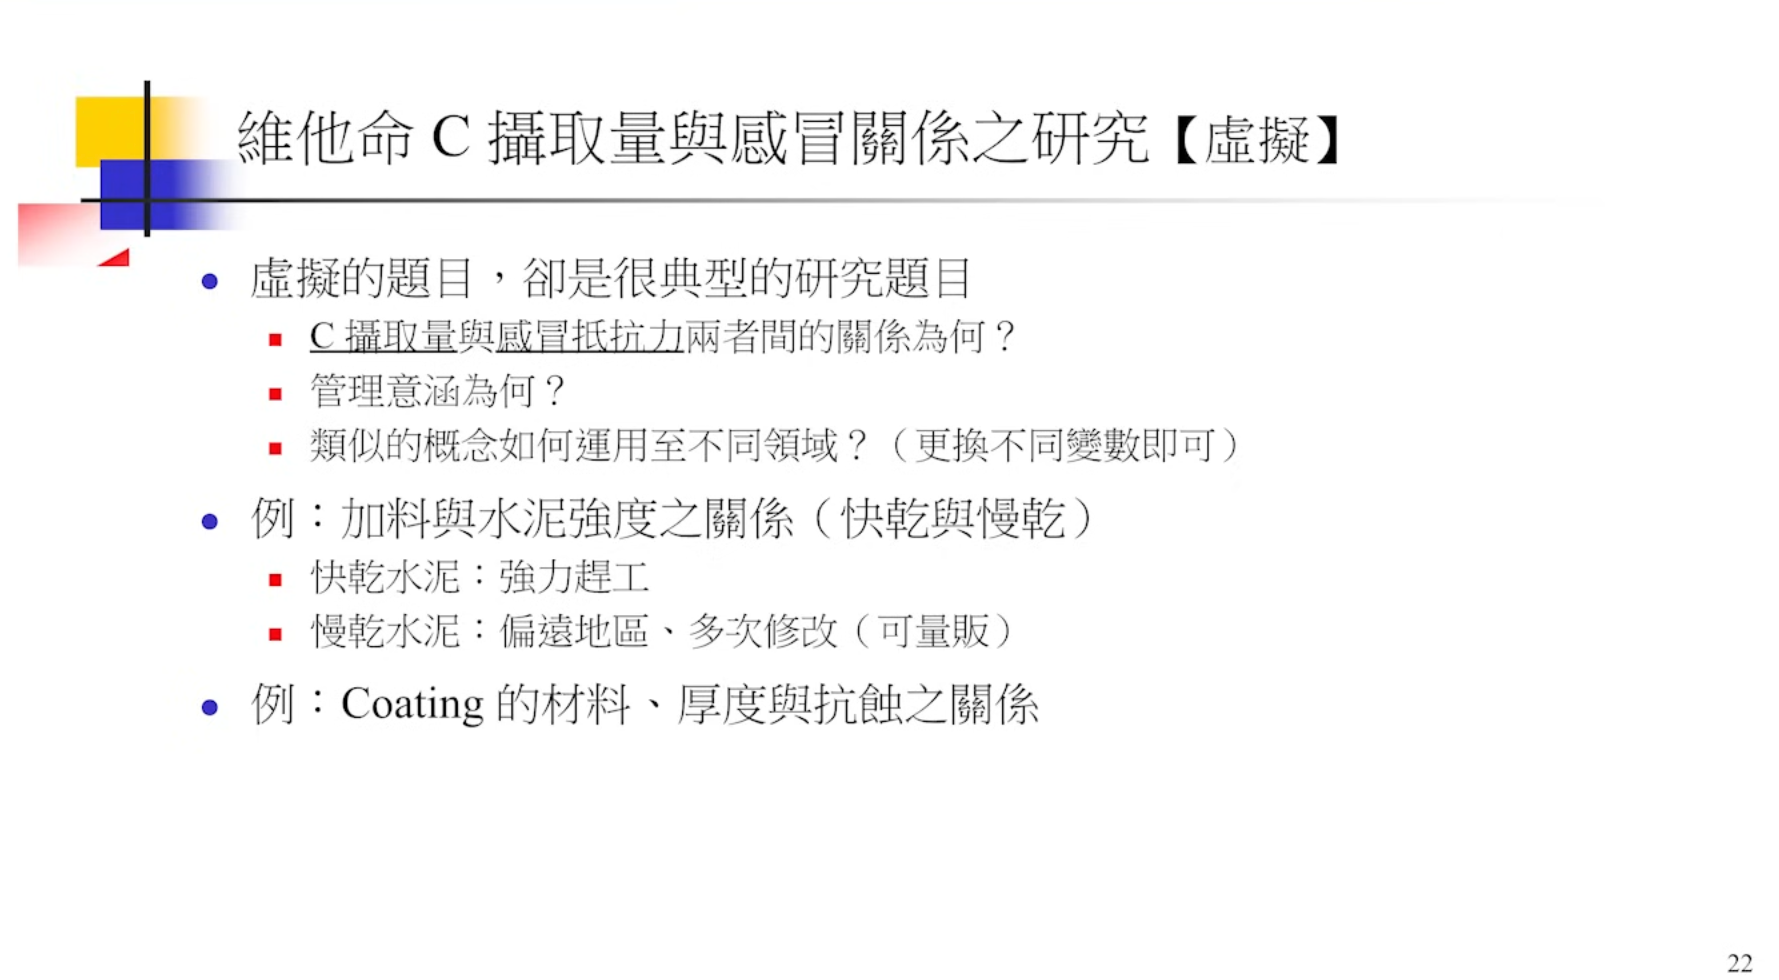 維他命 C 攝取量與感冒關係之研究【虛擬】
虛擬的題目，卻是很典型的研究題目
C 攝取量與感冒抵抗力兩者間的關係為何？
管理意涵為何？
類似的概念如何運用至不同領域？（更換不同變數即可）
例：加料與水泥強度之關係（快乾與慢乾）
快乾水泥：強力趕工
慢乾水泥：偏遠地區、多次修改（可量販）
例：Coating 的材料、厚度與抗蝕之關係
22